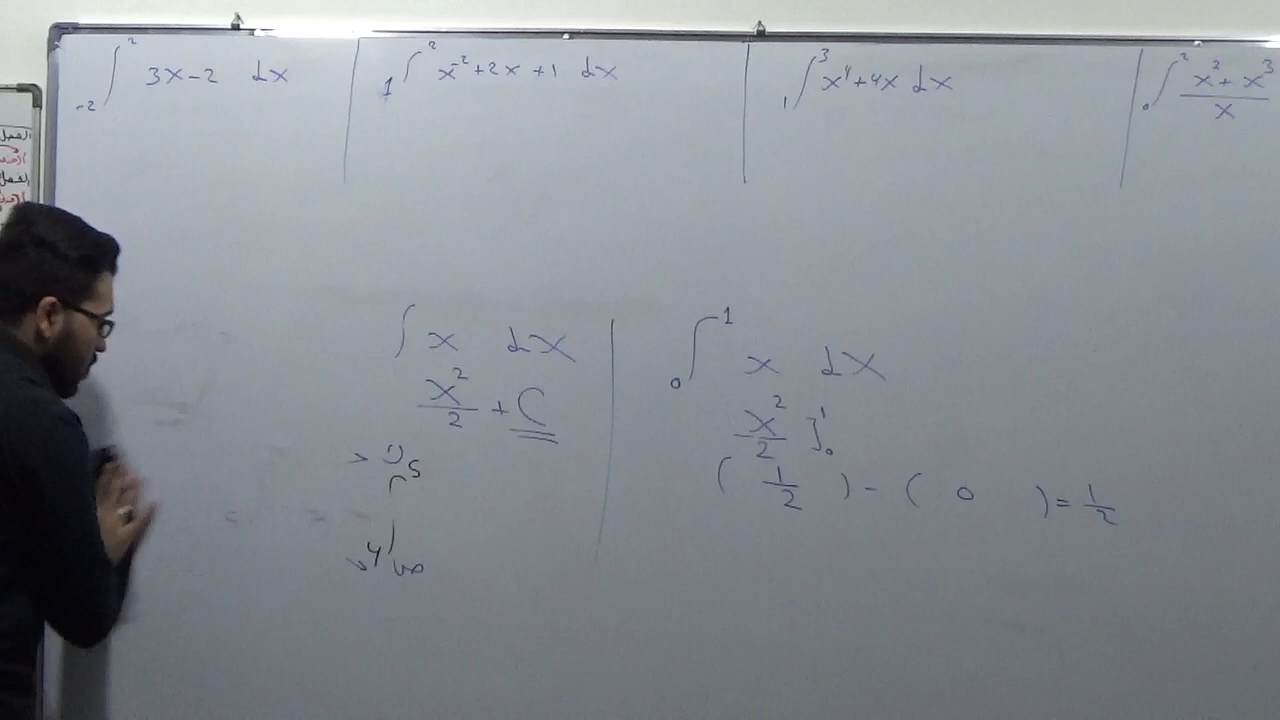 ∫₋₂² 3x-2 dx
∫₁² x⁻²+2x+1 dx
∫₁³ x⁴+4x dx
∫₀² (x²+x³)/x
∫ x dx
x²/2 + C
∫₀¹ x dx
x²/2 ]₀¹
( 1/2 ) - ( 0 ) = 1/2